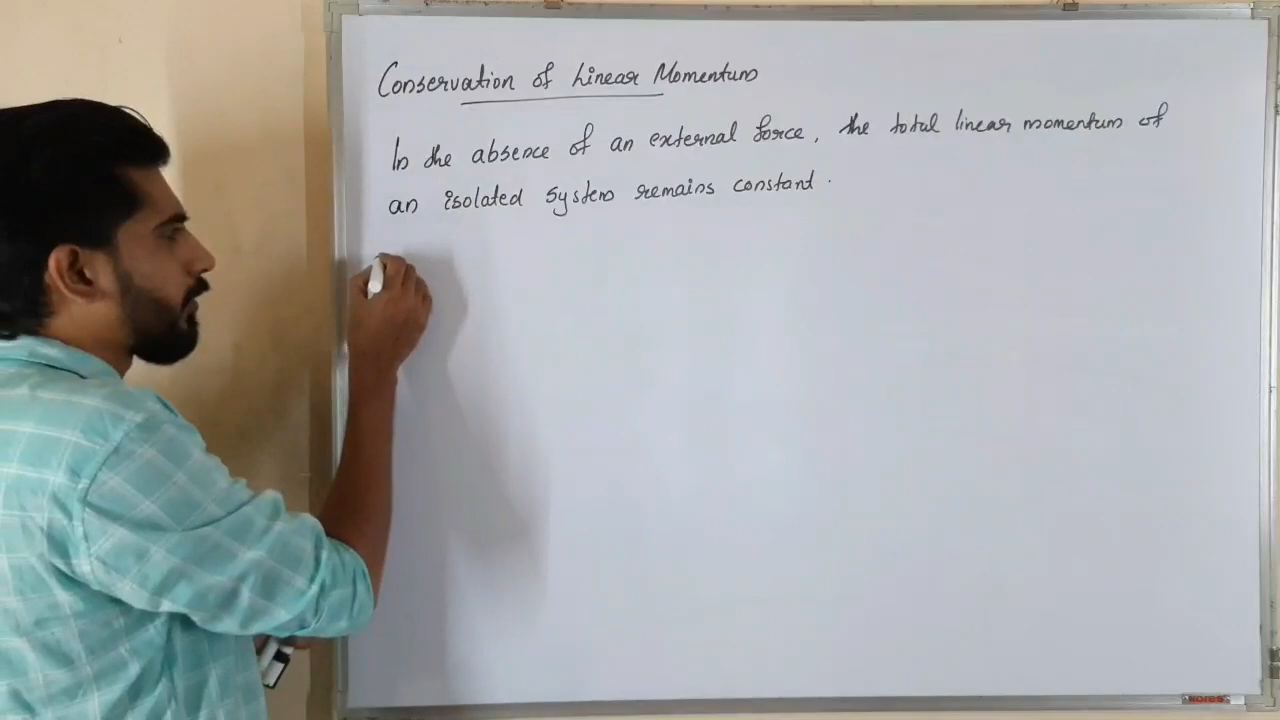 Conservation of Linear Momentum
In the absence of an external force, the total linear momentum of
an isolated system remains constant.
kores